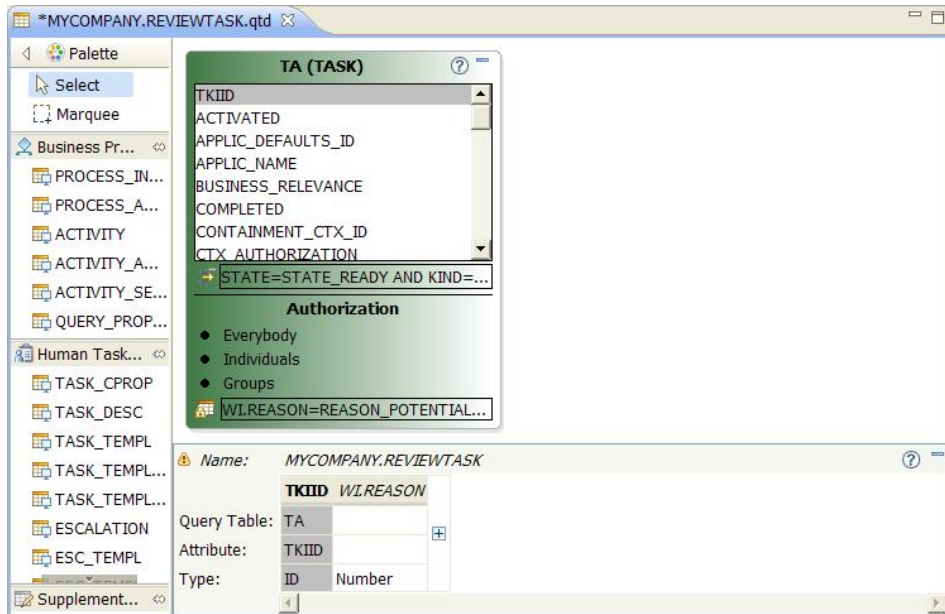 *MYCOMPANY.REVIEWTASK.qtd
Palette
Select
Marquee
Business Pr...
PROCESS_IN...
PROCESS_A...
ACTIVITY
ACTIVITY_A...
ACTIVITY_SE...
QUERY_PROP...
Human Task...
TASK_CPROP
TASK_DESC
TASK_TEMPL
TASK_TEMPL...
TASK_TEMPL...
ESCALATION
ESC_TEMPL
Supplement...
TA (TASK)
TKIID
ACTIVATED
APPLIC_DEFAULTS_ID
APPLIC_NAME
BUSINESS_RELEVANCE
COMPLETED
CONTAINMENT_CTX_ID
CTX_AUTHORIZATION
STATE=STATE_READY AND KIND=...
Authorization
Everybody
Individuals
Groups
WI.REASON=REASON_POTENTIAL...
Name: MYCOMPANY.REVIEWTASK
TKIID WI.REASON
Query Table: TA
Attribute: TKIID
Type: ID Number